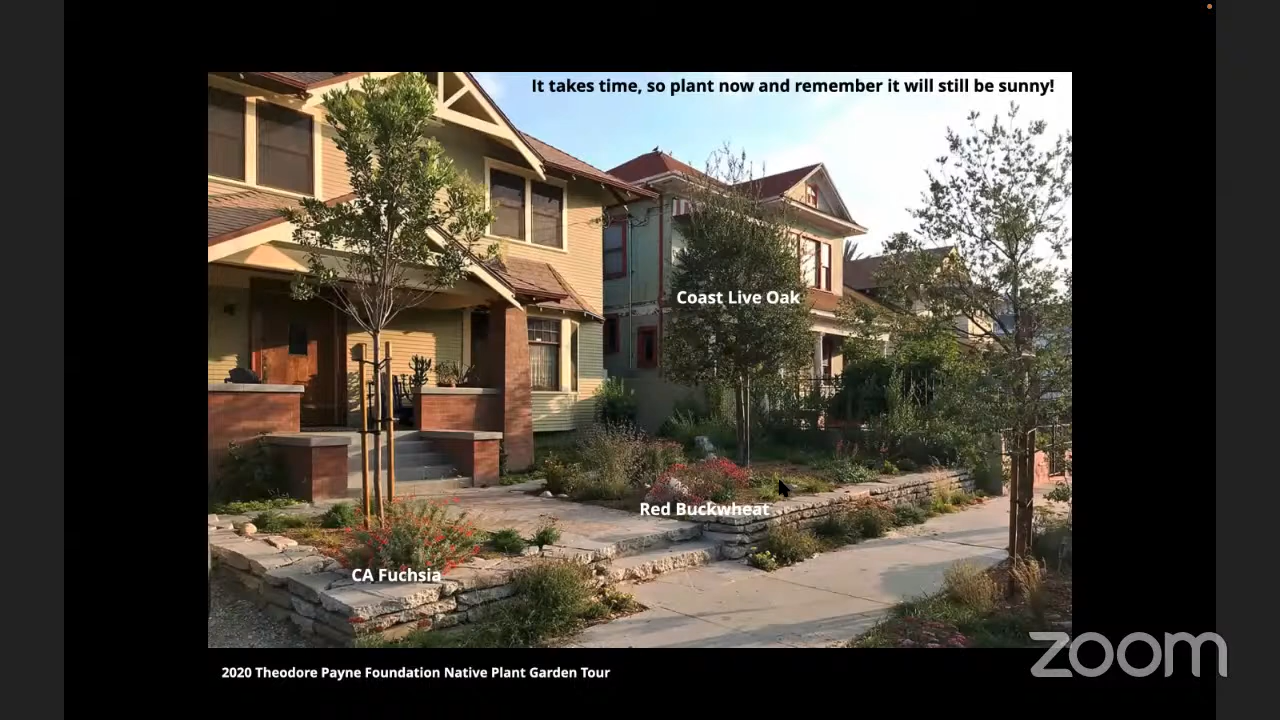 It takes time, so plant now and remember it will still be sunny!
Coast Live Oak
Red Buckwheat
CA Fuchsia
2020 Theodore Payne Foundation Native Plant Garden Tour
zoom